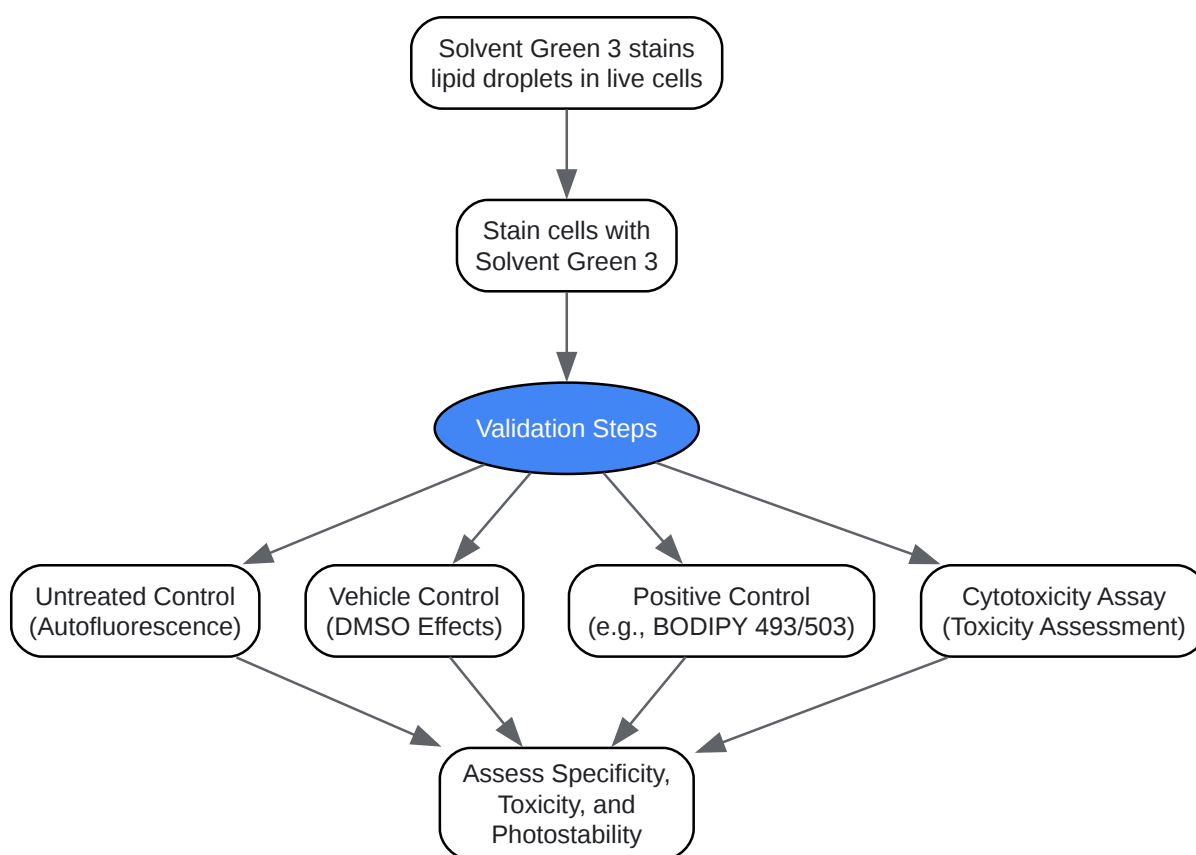 Solvent Green 3 stains
lipid droplets in live cells
Stain cells with
Solvent Green 3
Validation Steps
Untreated Control
(Autofluorescence)
Vehicle Control
(DMSO Effects)
Positive Control
(e.g., BODIPY 493/503)
Cytotoxicity Assay
(Toxicity Assessment)
Assess Specificity,
Toxicity, and
Photostability